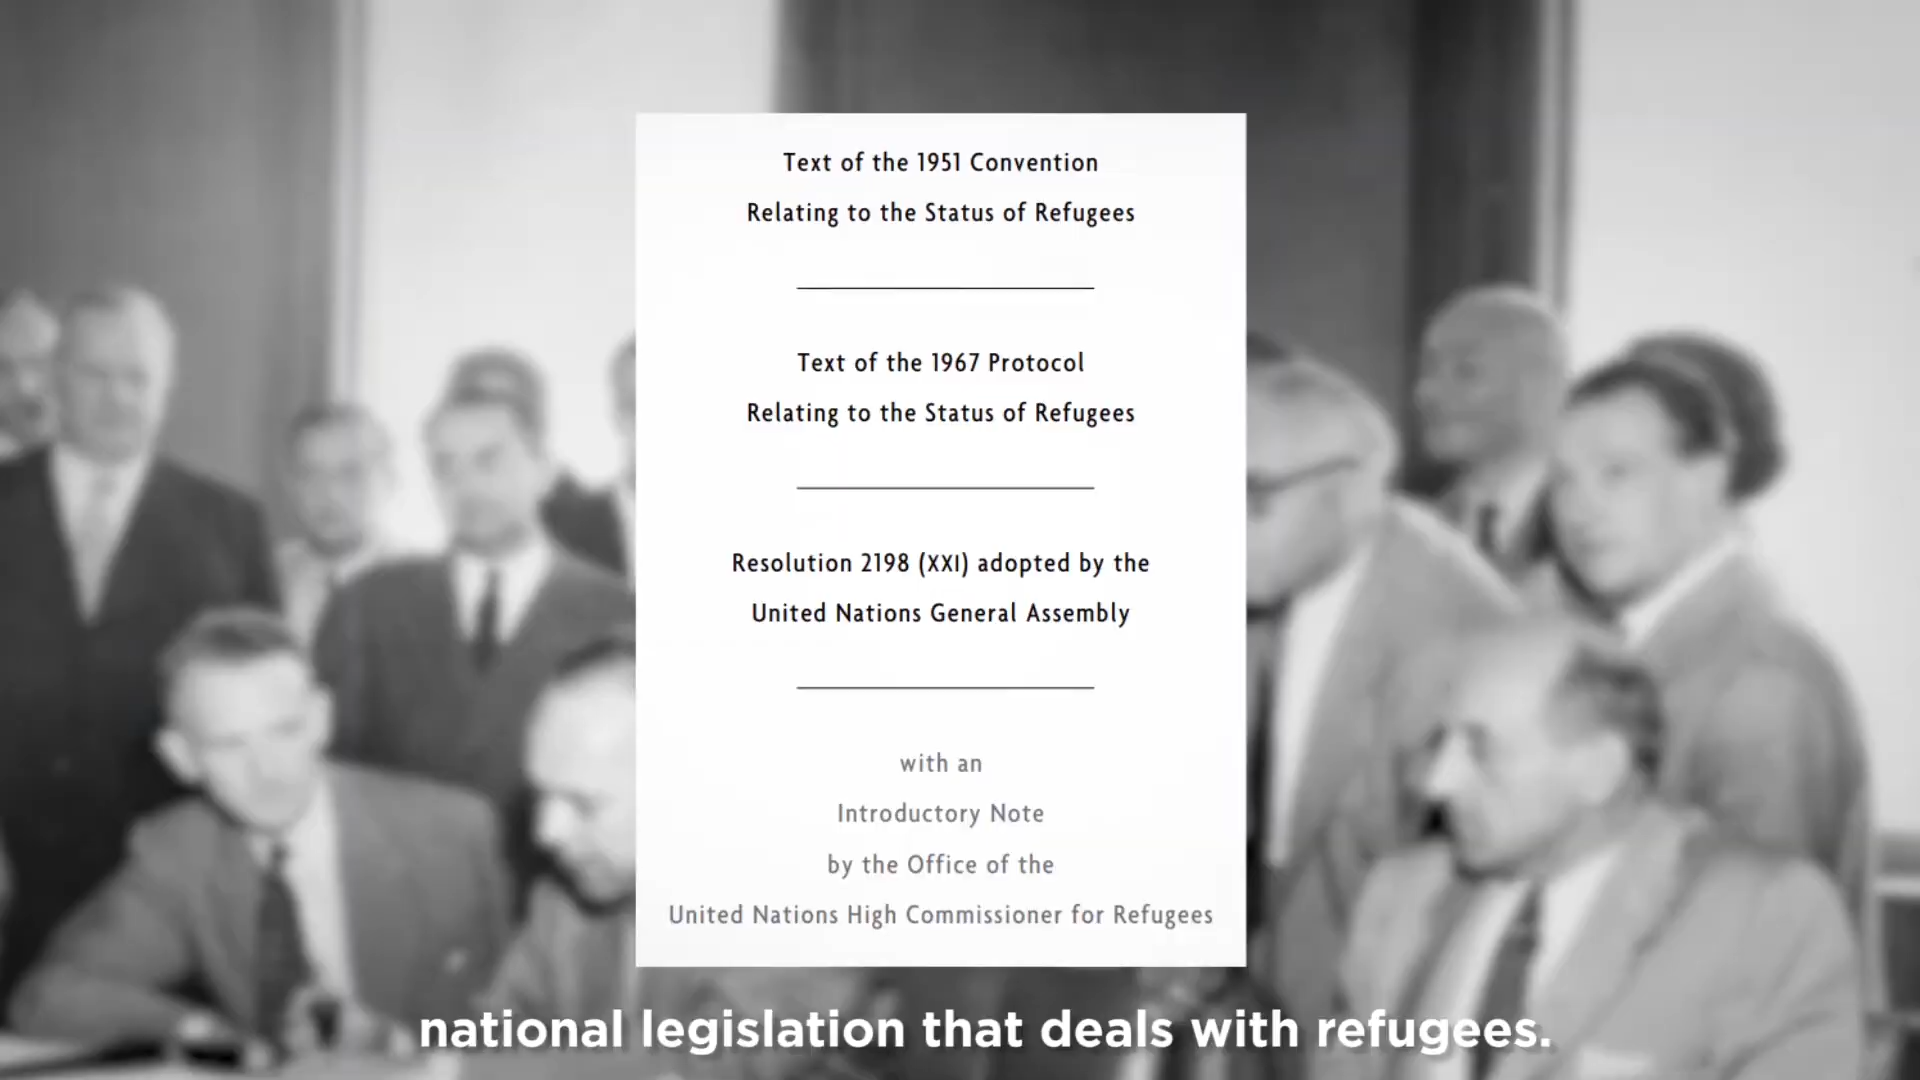 Text of the 1951 Convention
Relating to the Status of Refugees
Text of the 1967 Protocol
Relating to the Status of Refugees
Resolution 2198 (XXI) adopted by the
United Nations General Assembly
with an
Introductory Note
by the Office of the
United Nations High Commissioner for Refugees
national legislation that deals with refugees.